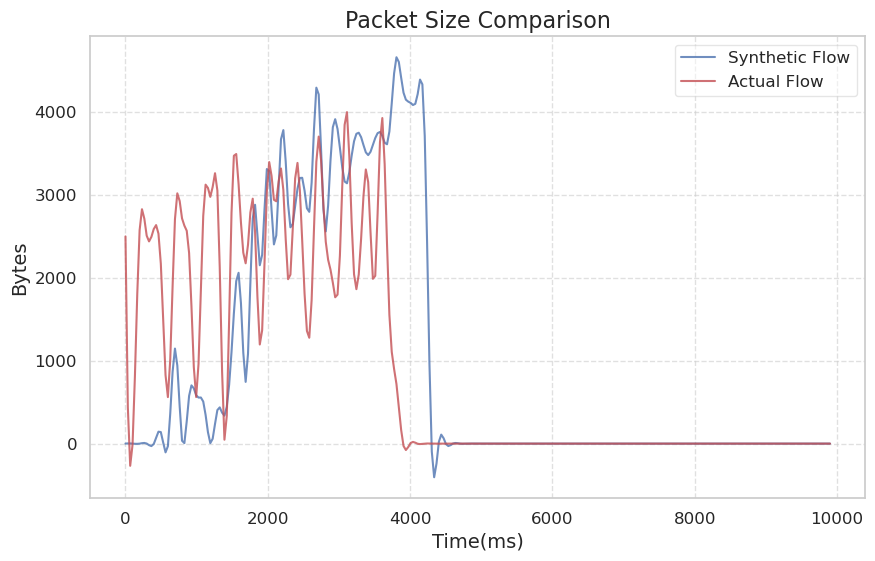 Packet Size Comparison
Synthetic Flow
Actual Flow
Bytes
4000
3000
2000
1000
0
0 2000 4000 6000 8000 10000
Time(ms)